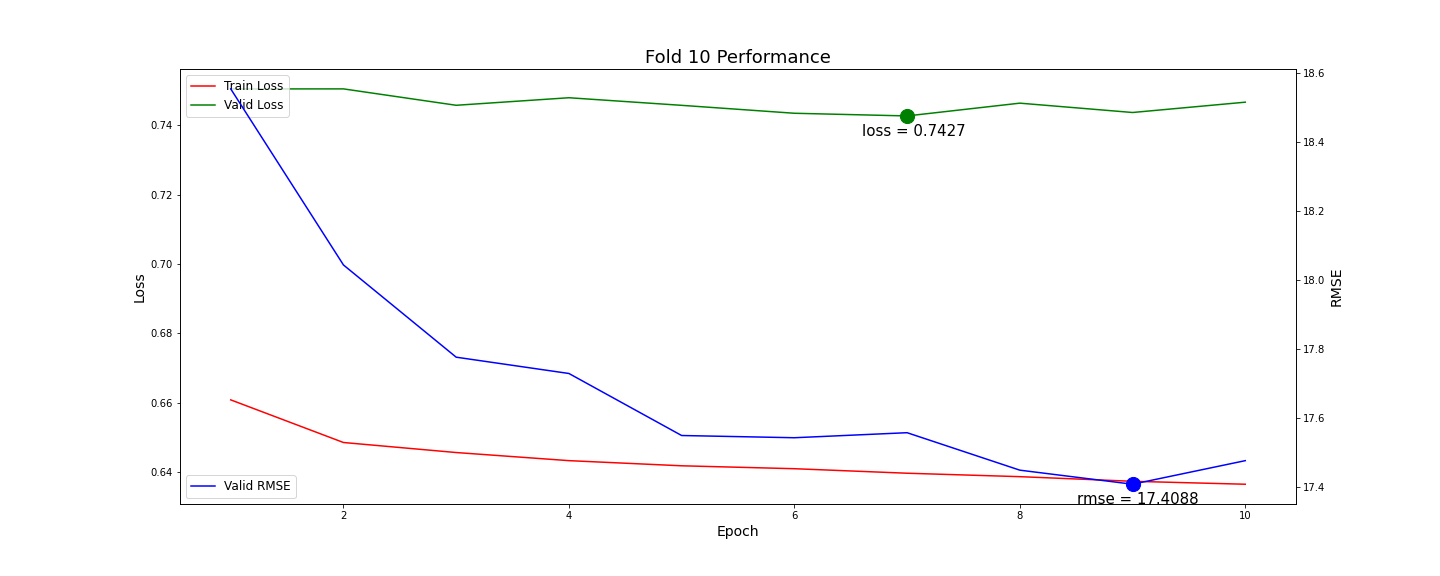 Fold 10 Performance
Train Loss
Valid Loss
0.74
0.72
0.70
0.68
0.66
0.64
Loss
18.6
18.4
18.2
18.0
17.8
17.6
17.4
RMSE
loss = 0.7427
rmse = 17.4088
Valid RMSE
2
4
6
8
10
Epoch